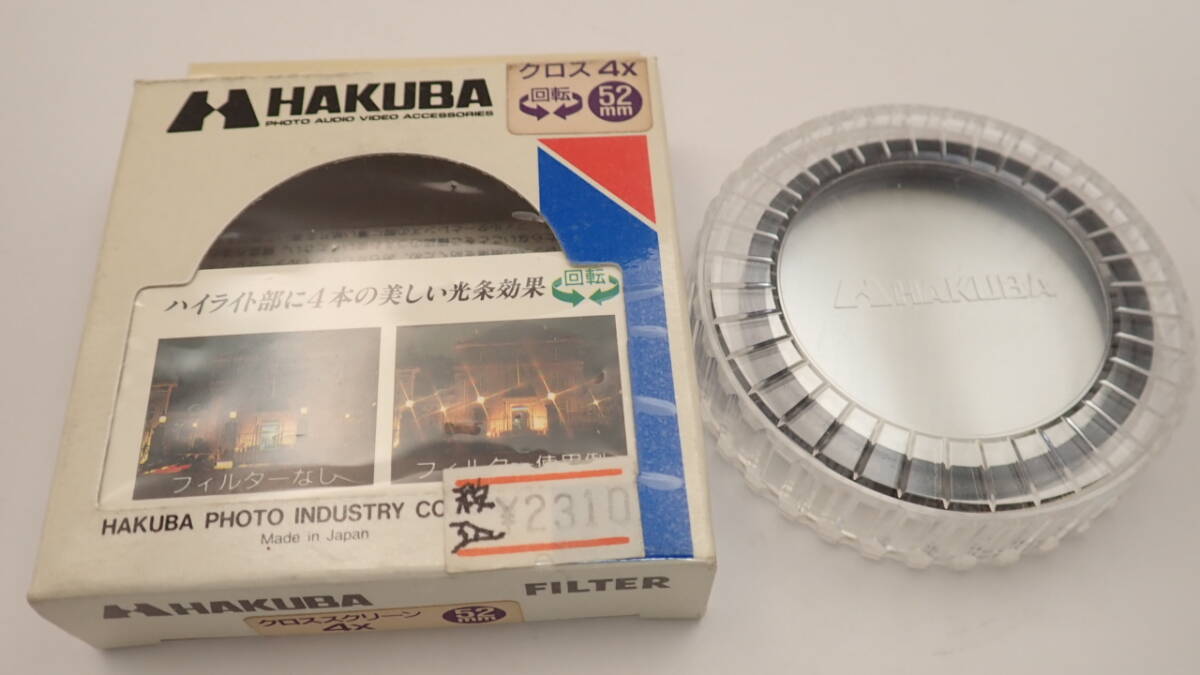 HAKUBA
PHOTO AUDIO VIDEO ACCESSORIES
クロス 4X
回転
52
mm
ハイライト部に4本の美しい光条効果
回転
フィルターなし
フィルター使用例
HAKUBA PHOTO INDUSTRY CO
Made in Japan
税
¥2310
HAKUBA
FILTER
クロススクリーン
4X
52
mm
HAKUBA